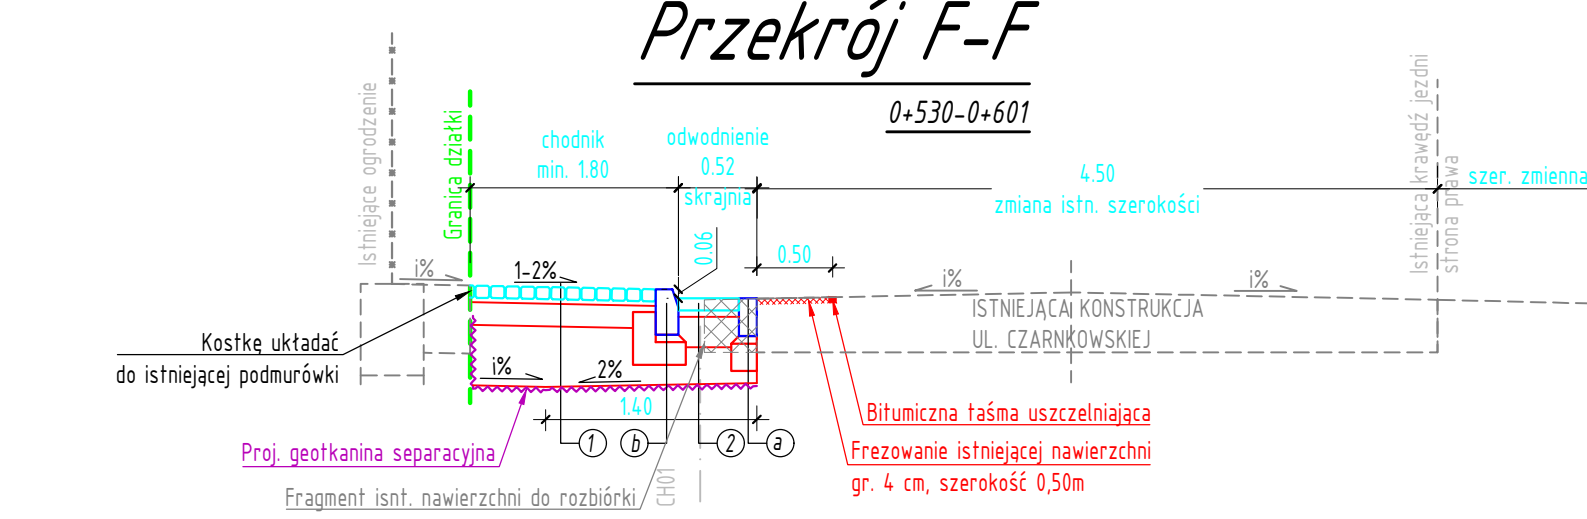 Przekrój F-F
0+530-0+601
Istniejące ogrodzenie
Granica działki
chodnik
min. 1.80
odwodnienie
0.52
skrajnia
4.50
zmiana istn. szerokości
Istniejąca krawędź jezdni
strona prawa
szer. zmienna
0.06
0.50
i%
1-2%
i%
i%
ISTNIEJĄCA KONSTRUKCJA
UL. CZARNKOWSKIEJ
Kostkę układać
do istniejącej podmurówki
i%
2%
1.40
1
b
2
a
Bitumiczna taśma uszczelniająca
Frezowanie istniejącej nawierzchni
gr. 4 cm, szerokość 0,50m
Proj. geotkanina separacyjna
Fragment isnt. nawierzchni do rozbiórki
CH01